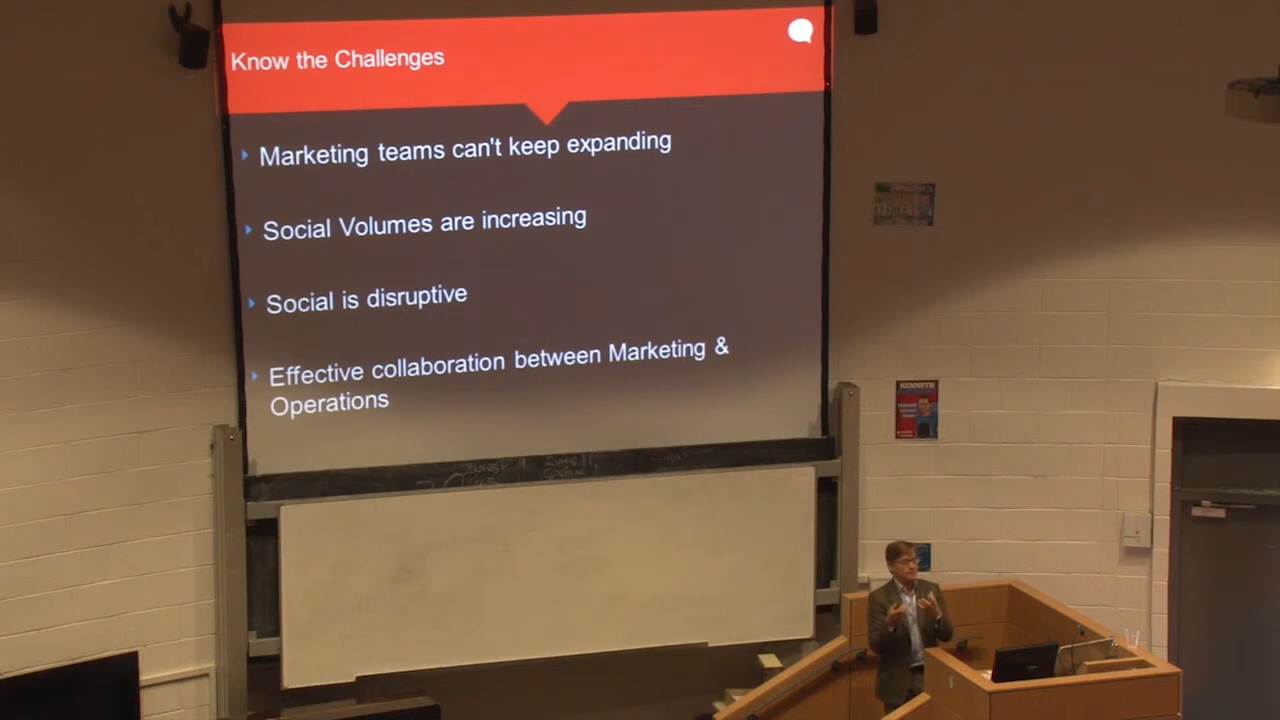 Know the Challenges
Marketing teams can't keep expanding
Social Volumes are increasing
Social is disruptive
Effective collaboration between Marketing &
Operations
KENNETH